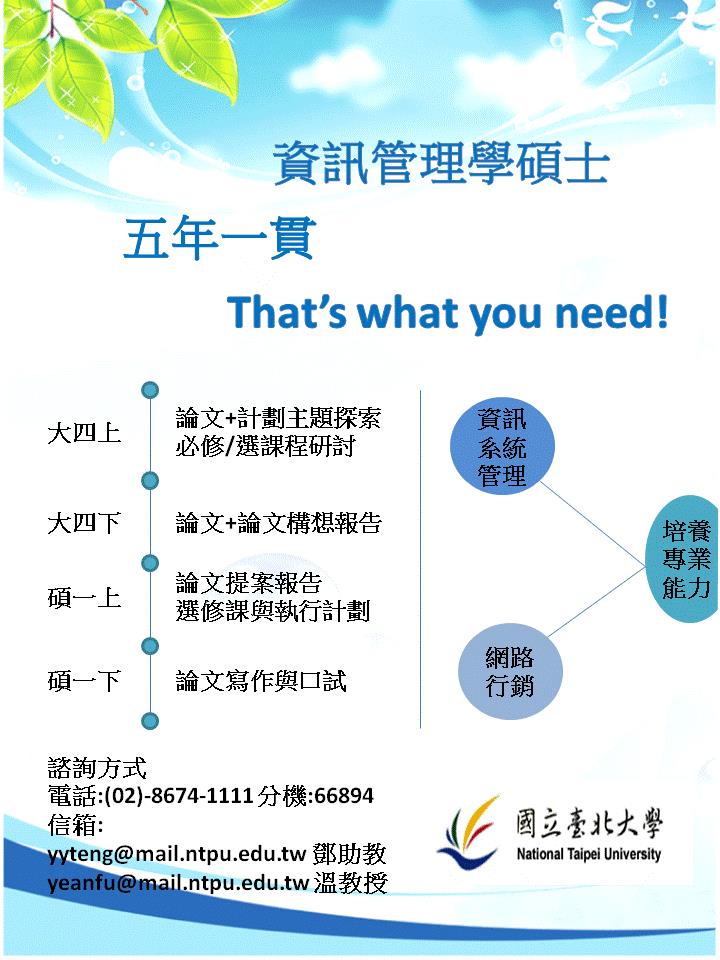 資訊管理學碩士
五年一貫
That's what you need!
大四上
論文+計劃主題探索
必修/選課程研討
大四下
論文+論文構想報告
碩一上
論文提案報告
選修課與執行計劃
碩一下
論文寫作與口試
資訊
系統
管理
培養
專業
能力
網路
行銷
諮詢方式
電話:(02)-8674-1111 分機:66894
信箱:
yyteng@mail.ntpu.edu.tw 鄧助教
yeanfu@mail.ntpu.edu.tw 溫教授
國立臺北大學
National Taipei University